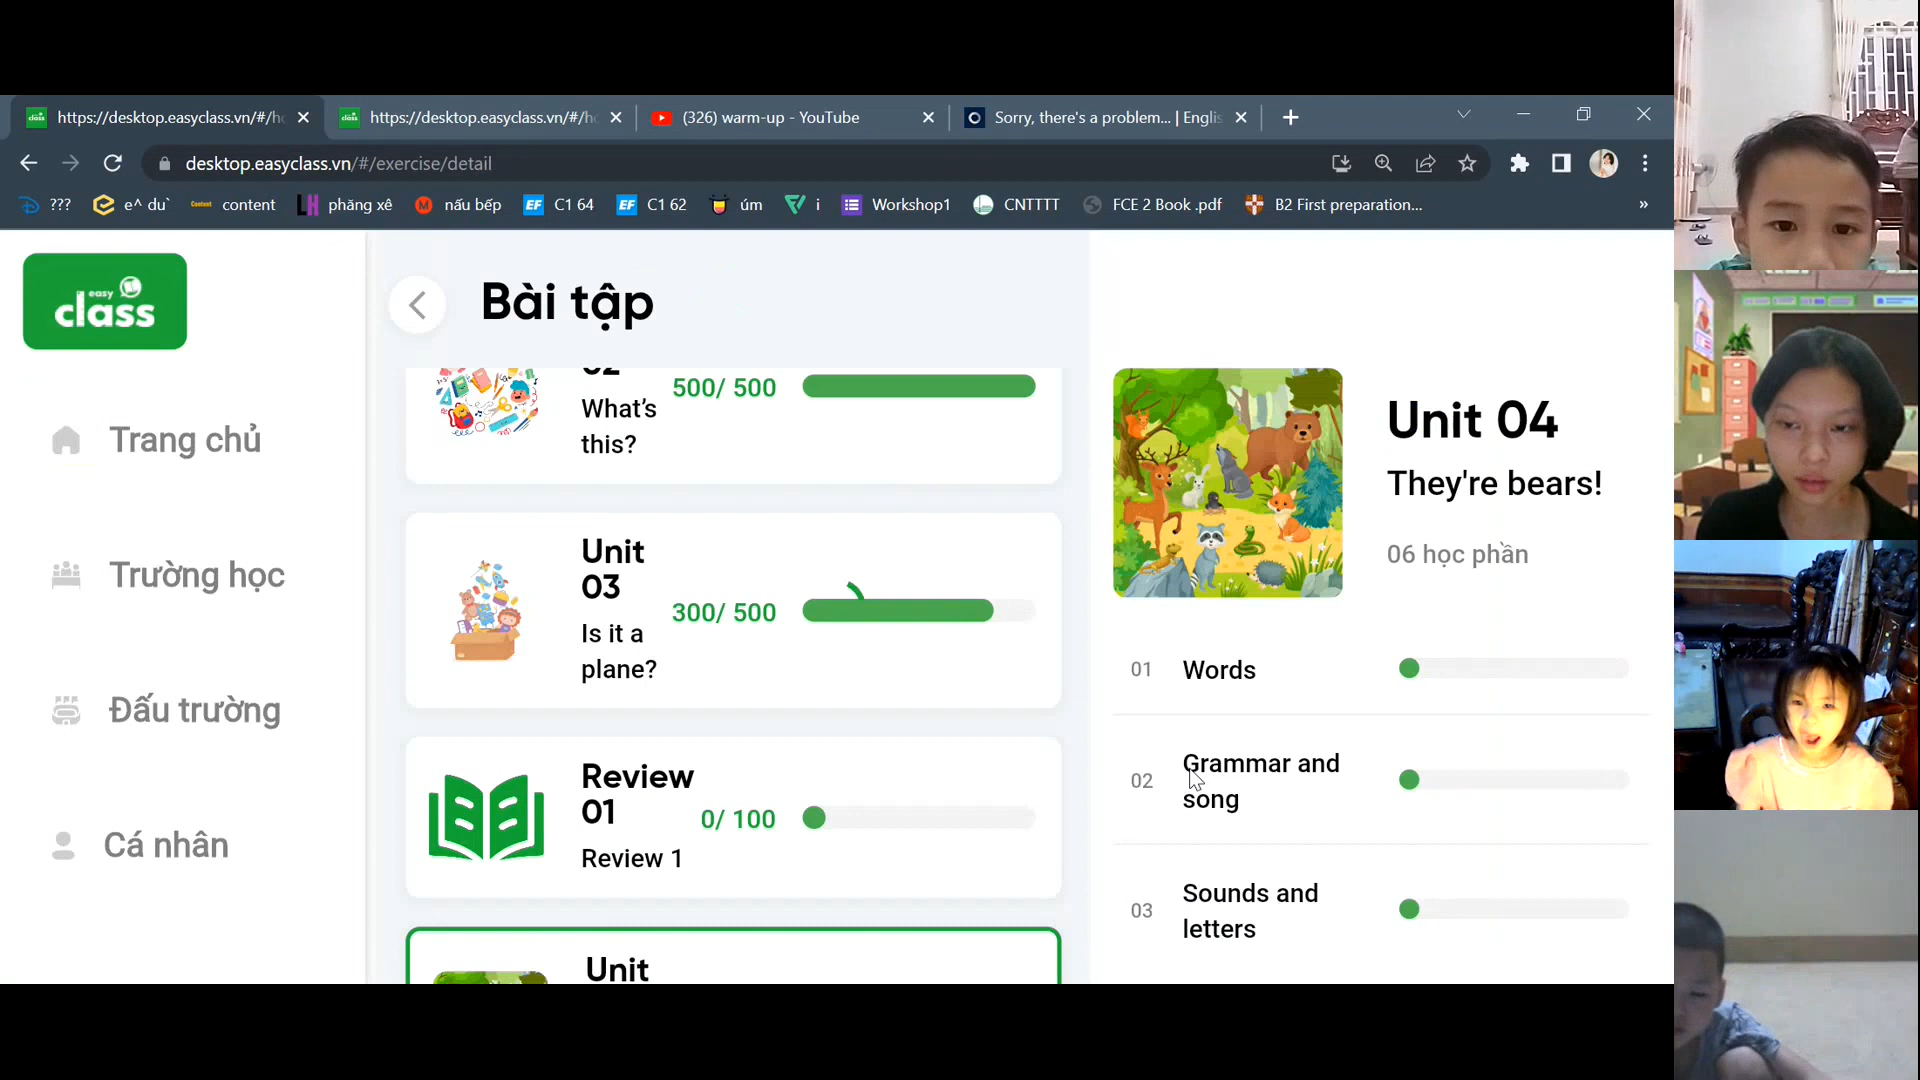 https://desktop.easyclass.vn/#/h
https://desktop.easyclass.vn/#/h
(326) warm-up - YouTube
Sorry, there's a problem... | Englis
desktop.easyclass.vn/#/exercise/detail
??? e^ du` content phăng xê nấu bếp C1 64 C1 62 úm i Workshop1 CNTTTT FCE 2 Book .pdf B2 First preparation... »
easy
class
Trang chủ
Trường học
Đấu trường
Cá nhân
Bài tập
02
What's
this?
500/ 500
Unit
03
Is it a
plane?
300/ 500
Review
01
Review 1
0/ 100
Unit
Unit 04
They're bears!
06 học phần
01 Words
02 Grammar and
song
03 Sounds and
letters